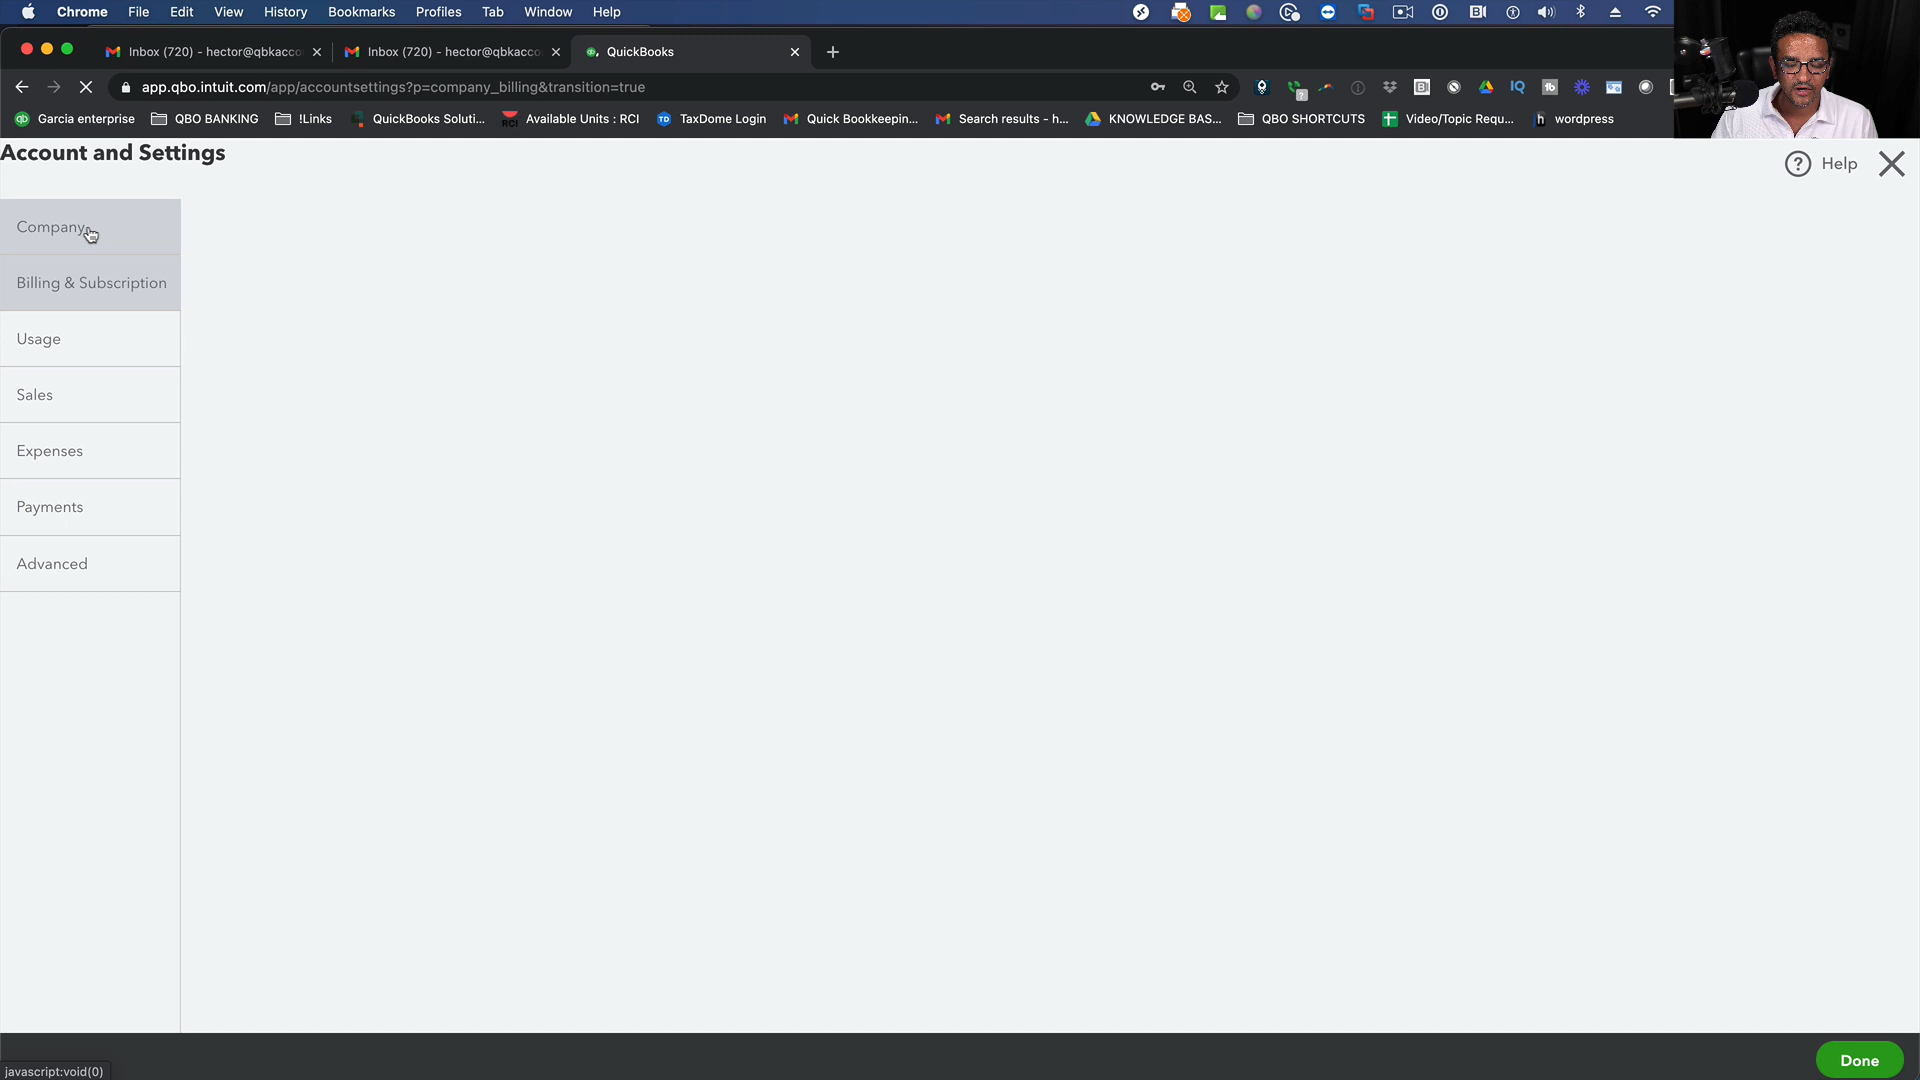 Chrome File Edit View History Bookmarks Profiles Tab Window Help
Inbox (720) - hector@qbkacco
Inbox (720) - hector@qbkacco
QuickBooks
app.qbo.intuit.com/app/accountsettings?p=company_billing&transition=true
Garcia enterprise QBO BANKING !Links QuickBooks Soluti... Available Units : RCI TaxDome Login Quick Bookkeepin... Search results - h... KNOWLEDGE BAS... QBO SHORTCUTS Video/Topic Requ... wordpress
Account and Settings
Help
Company
Billing & Subscription
Usage
Sales
Expenses
Payments
Advanced
Done
javascript:void(0)